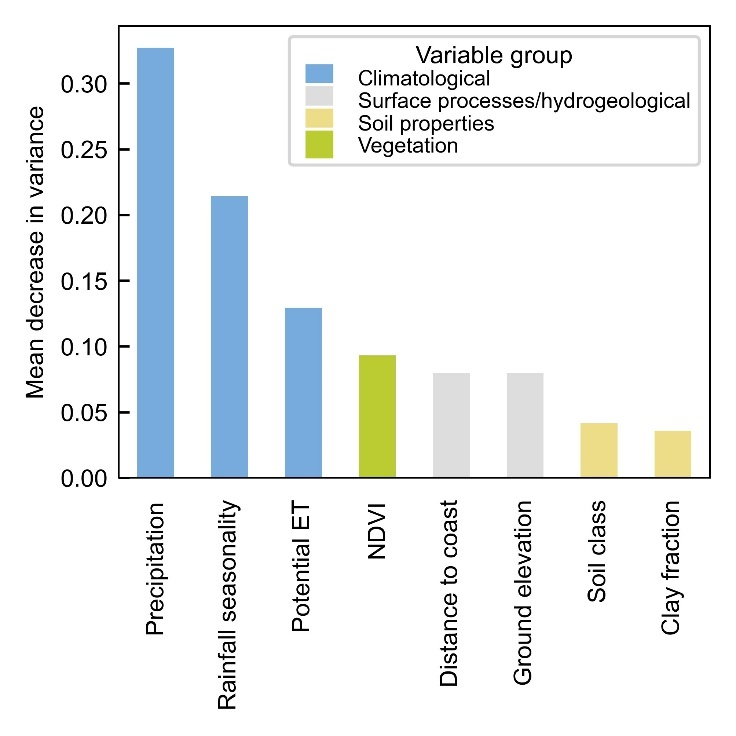 Mean decrease in variance
0.30
0.25
0.20
0.15
0.10
0.05
0.00
Variable group
Climatological
Surface processes/hydrogeological
Soil properties
Vegetation
Precipitation
Rainfall seasonality
Potential ET
NDVI
Distance to coast
Ground elevation
Soil class
Clay fraction